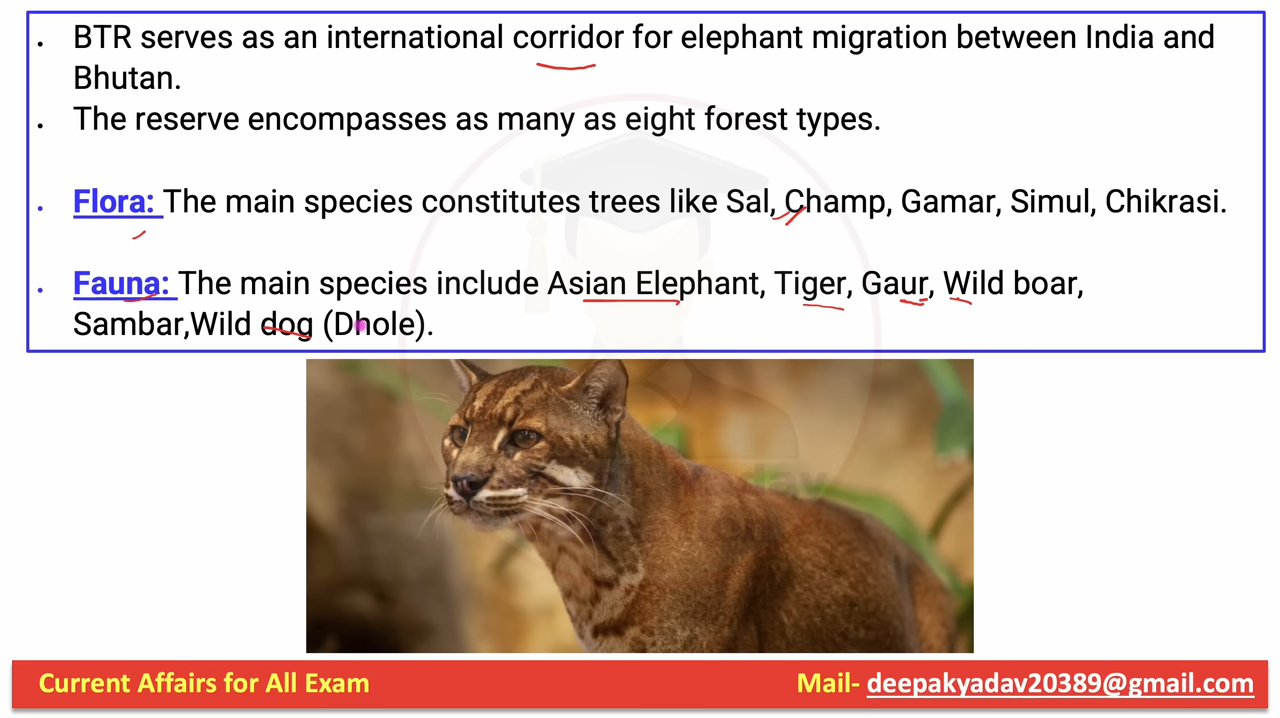 • BTR serves as an international corridor for elephant migration between India and
Bhutan.
• The reserve encompasses as many as eight forest types.
• Flora: The main species constitutes trees like Sal, Champ, Gamar, Simul, Chikrasi.
• Fauna: The main species include Asian Elephant, Tiger, Gaur, Wild boar,
Sambar,Wild dog (Dhole).
Current Affairs for All Exam
Mail- deepakyadav20389@gmail.com